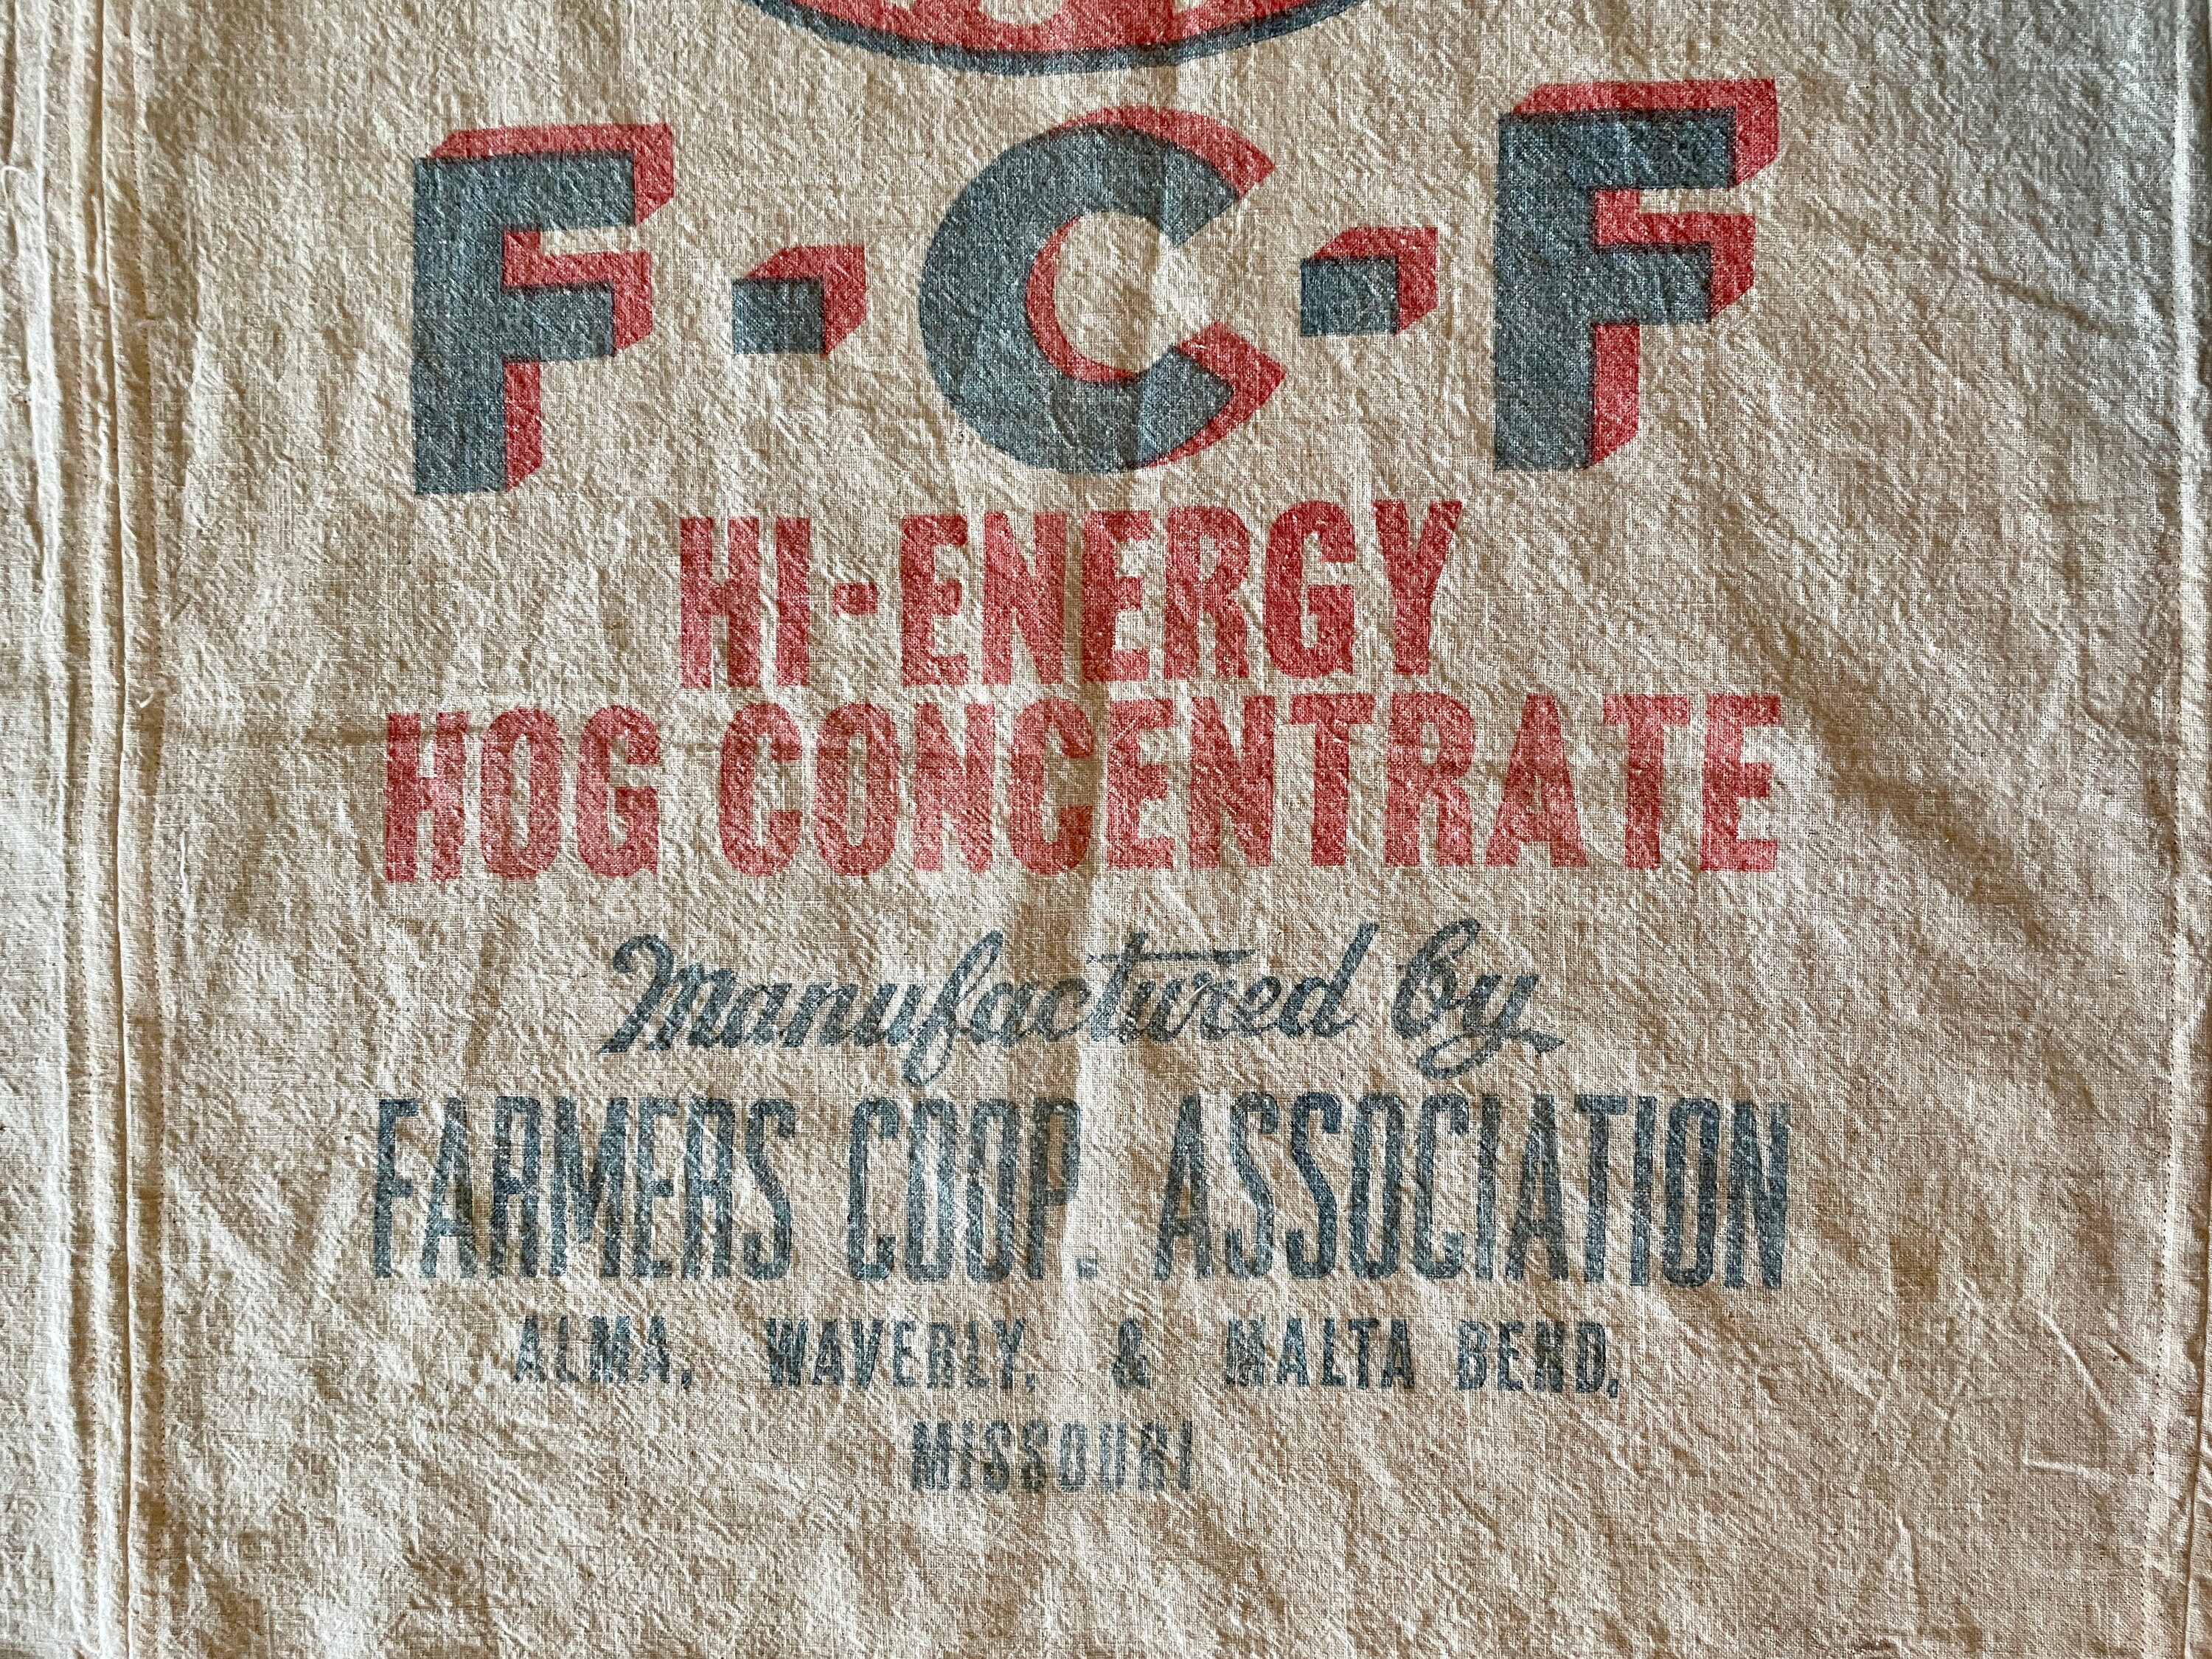 F-C-F
HI-ENERGY
HOG CONCENTRATE
Manufactured by
FARMERS COOP. ASSOCIATION
ALMA, WAVERLY, & MALTA BEND,
MISSOURI